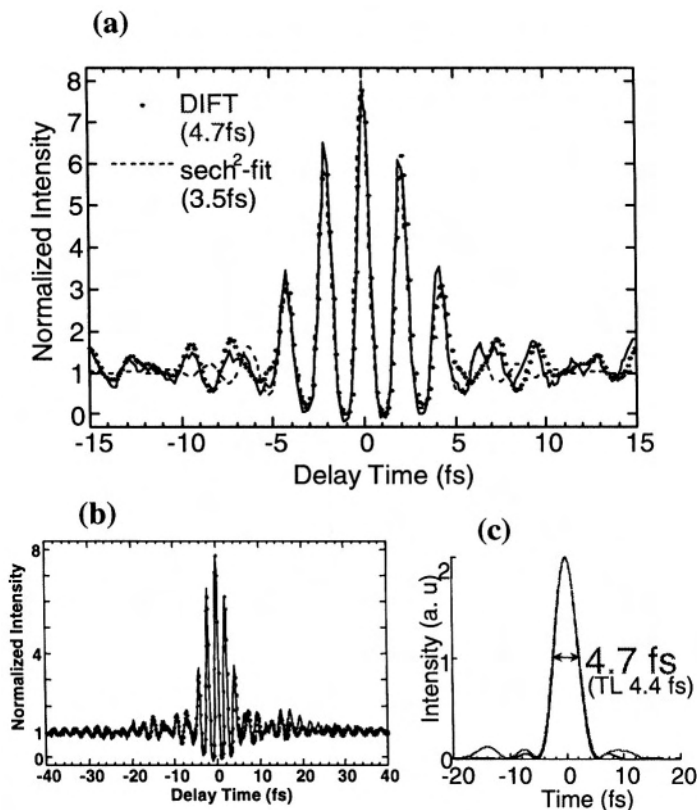 (a)
8
7
6
5
4
3
2
1
0
Normalized Intensity
DIFT
(4.7fs)
sech²-fit
(3.5fs)
-15 -10 -5 0 5 10 15
Delay Time (fs)
(b)
8
4
1
0
Normalized Intensity
-40 -30 -20 -10 0 10 20 30 40
Delay Time (fs)
(c)
2
1
0
Intensity (a. u)
4.7 fs
(TL 4.4 fs)
-20 -10 0 10 20
Time (fs)